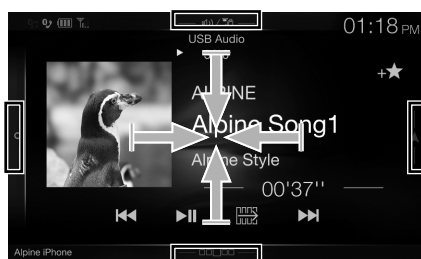 01:18 PM
USB Audio
ALPINE
Alpine Song1
Alpine Style
00'37''
Alpine iPhone